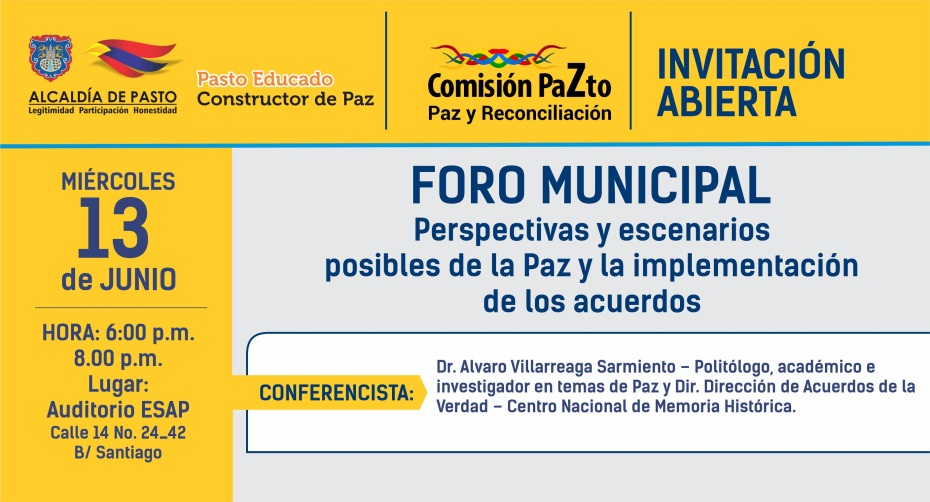 ALCALDÍA DE PASTO
Legitimidad Participación Honestidad
Pasto Educado
Constructor de Paz
Comisión PaZto
Paz y Reconciliación
INVITACIÓN
ABIERTA
MIÉRCOLES
13
de JUNIO
HORA: 6:00 p.m.
8.00 p.m.
Lugar:
Auditorio ESAP
Calle 14 No. 24_42
B/ Santiago
FORO MUNICIPAL
Perspectivas y escenarios
posibles de la Paz y la implementación
de los acuerdos
CONFERENCISTA:
Dr. Alvaro Villarreaga Sarmiento – Politólogo, académico e
investigador en temas de Paz y Dir. Dirección de Acuerdos de la
Verdad – Centro Nacional de Memoria Histórica.